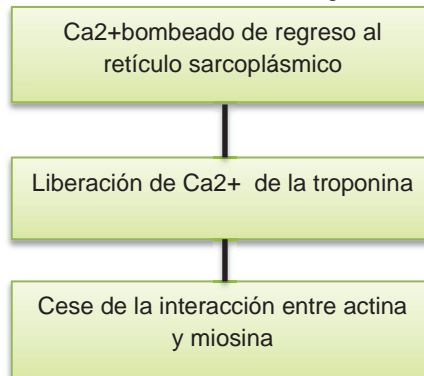 Ca2+bombeado de regreso al
retículo sarcoplásmico
Liberación de Ca2+ de la troponina
Cese de la interacción entre actina
y miosina